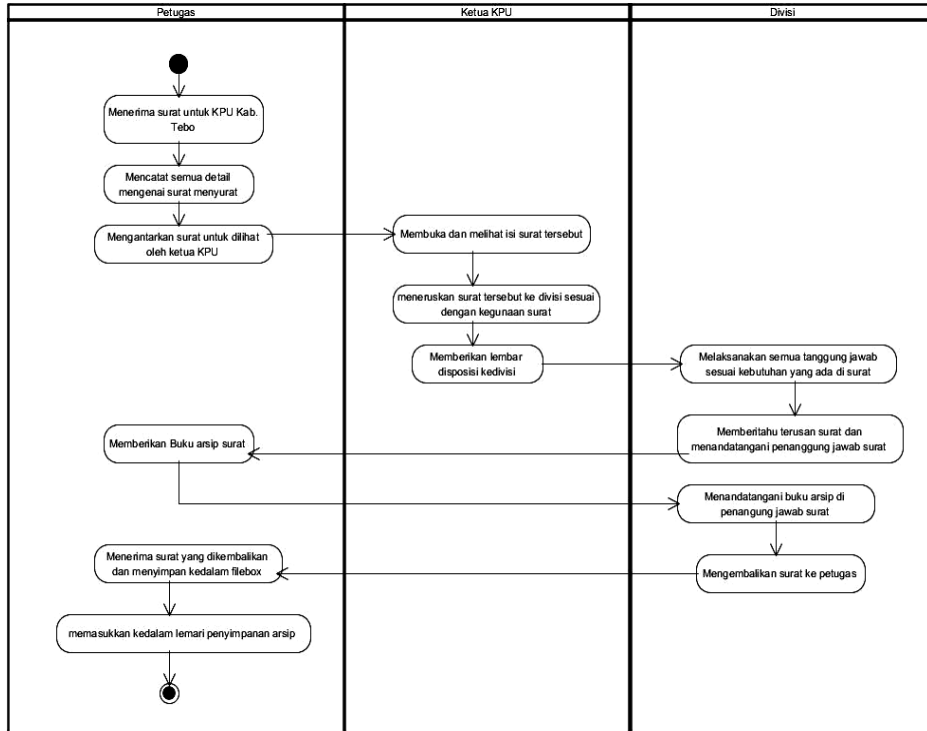 Petugas
Ketua KPU
Divisi
Menerima surat untuk KPU Kab.
Tebo
Mencatat semua detail
mengenai surat menyurat
Mengantarkan surat untuk dilihat
oleh ketua KPU
Membuka dan melihat isi surat tersebut
meneruskan surat tersebut ke divisi sesuai
dengan kegunaan surat
Memberikan lembar
disposisi kedivisi
Melaksanakan semua tanggung jawab
sesuai kebutuhan yang ada di surat
Memberitahu terusan surat dan
menandatangani penanggung jawab surat
Memberikan Buku arsip surat
Menandatangani buku arsip di
penangung jawab surat
Mengembalikan surat ke petugas
Menerima surat yang dikembalikan
dan menyimpan kedalam filebox
memasukkan kedalam lemari penyimpanan arsip